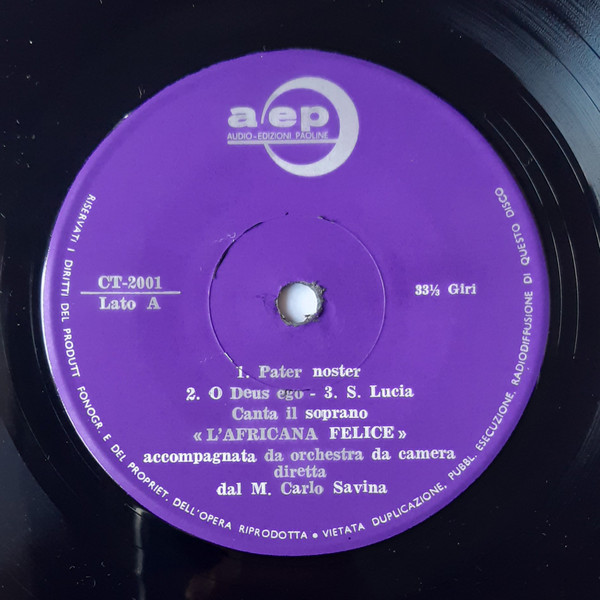 a/ep
AUDIO-EDIZIONI PAOLINE
CT-2001
Lato A
33⅓ Giri
1. Pater noster
2. O Deus ego - 3. S. Lucia
Canta il soprano
« L'AFRICANA FELICE »
accompagnata da orchestra da camera
diretta
dal M. Carlo Savina
RISERVATI I DIRITTI DEL PRODUTT FONOGR. E DEL PROPRIET. DELL'OPERA RIPRODOTTA • VIETATA DUPLICAZIONE, PUBBL. ESECUZIONE, RADIODIFFUSIONE DI QUESTO DISCO